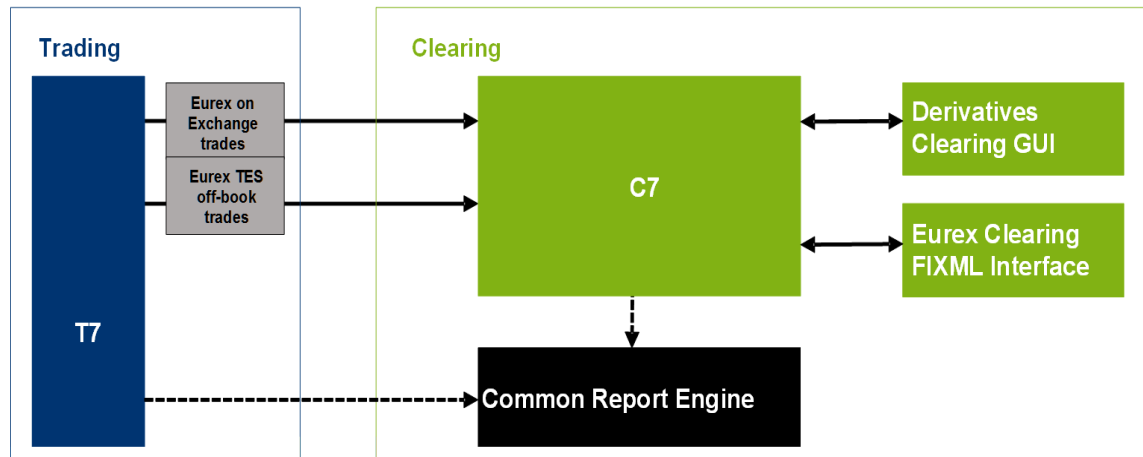 Trading
Clearing
Eurex on
Exchange
trades
Eurex TES
off-book
trades
T7
C7
Derivatives
Clearing GUI
Eurex Clearing
FIXML Interface
Common Report Engine